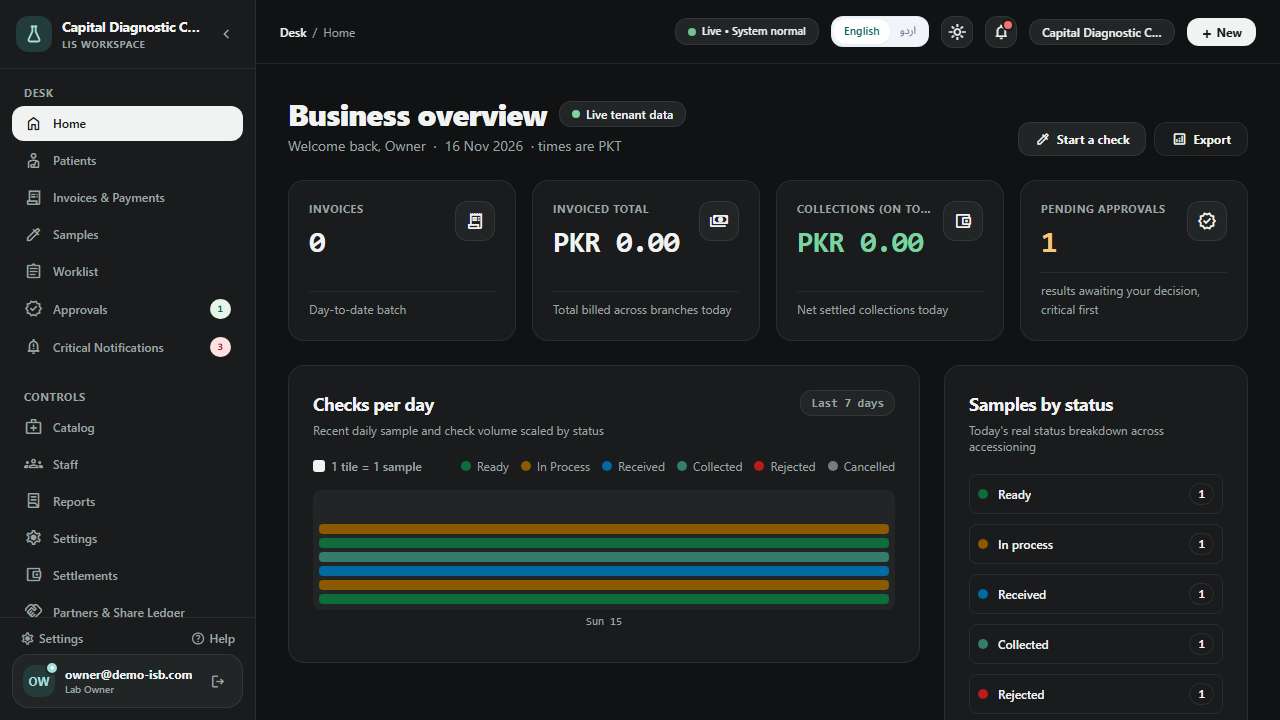 Capital Diagnostic C...
LIS WORKSPACE
Desk / Home
Live • System normal
English
اردو
Capital Diagnostic C...
+ New
DESK
Home
Patients
Invoices & Payments
Samples
Worklist
Approvals 1
Critical Notifications 3
CONTROLS
Catalog
Staff
Reports
Settings
Settlements
Partners & Share Ledger
Settings
Help
OW
owner@demo-isb.com
Lab Owner
Business overview
Live tenant data
Welcome back, Owner · 16 Nov 2026 · times are PKT
Start a check
Export
INVOICES
0
Day-to-date batch
INVOICED TOTAL
PKR 0.00
Total billed across branches today
COLLECTIONS (ON TO...
PKR 0.00
Net settled collections today
PENDING APPROVALS
1
results awaiting your decision,
critical first
Checks per day
Last 7 days
Recent daily sample and check volume scaled by status
1 tile = 1 sample
Ready
In Process
Received
Collected
Rejected
Cancelled
Sun 15
Samples by status
Today's real status breakdown across
accessioning
Ready 1
In process 1
Received 1
Collected 1
Rejected 1